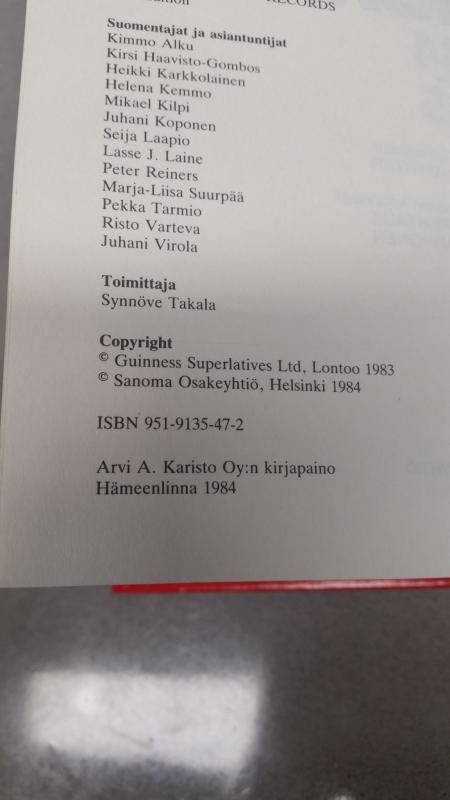 RECORDS
Suomentajat ja asiantuntijat
Kimmo Alku
Kirsi Haavisto-Gombos
Heikki Karkkolainen
Helena Kemmo
Mikael Kilpi
Juhani Koponen
Seija Laapio
Lasse J. Laine
Peter Reiners
Marja-Liisa Suurpää
Pekka Tarmio
Risto Varteva
Juhani Virola
Toimittaja
Synnöve Takala
Copyright
© Guinness Superlatives Ltd, Lontoo 1983
© Sanoma Osakeyhtiö, Helsinki 1984
ISBN 951-9135-47-2
Arvi A. Karisto Oy:n kirjapaino
Hämeenlinna 1984